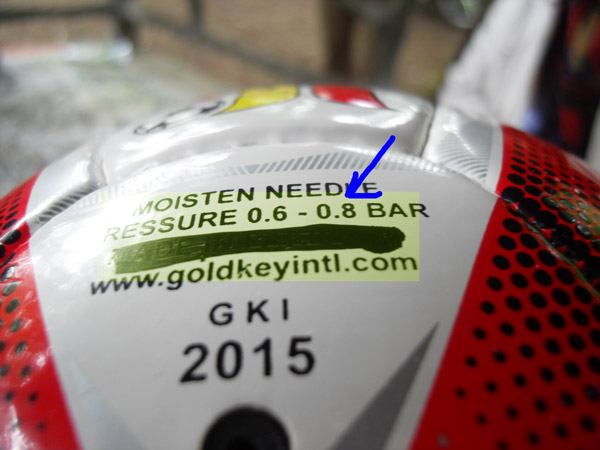 MOISTEN NEEDLE
RESSURE 0.6 - 0.8 BAR
www.goldkeyintl.com
GKI
2015